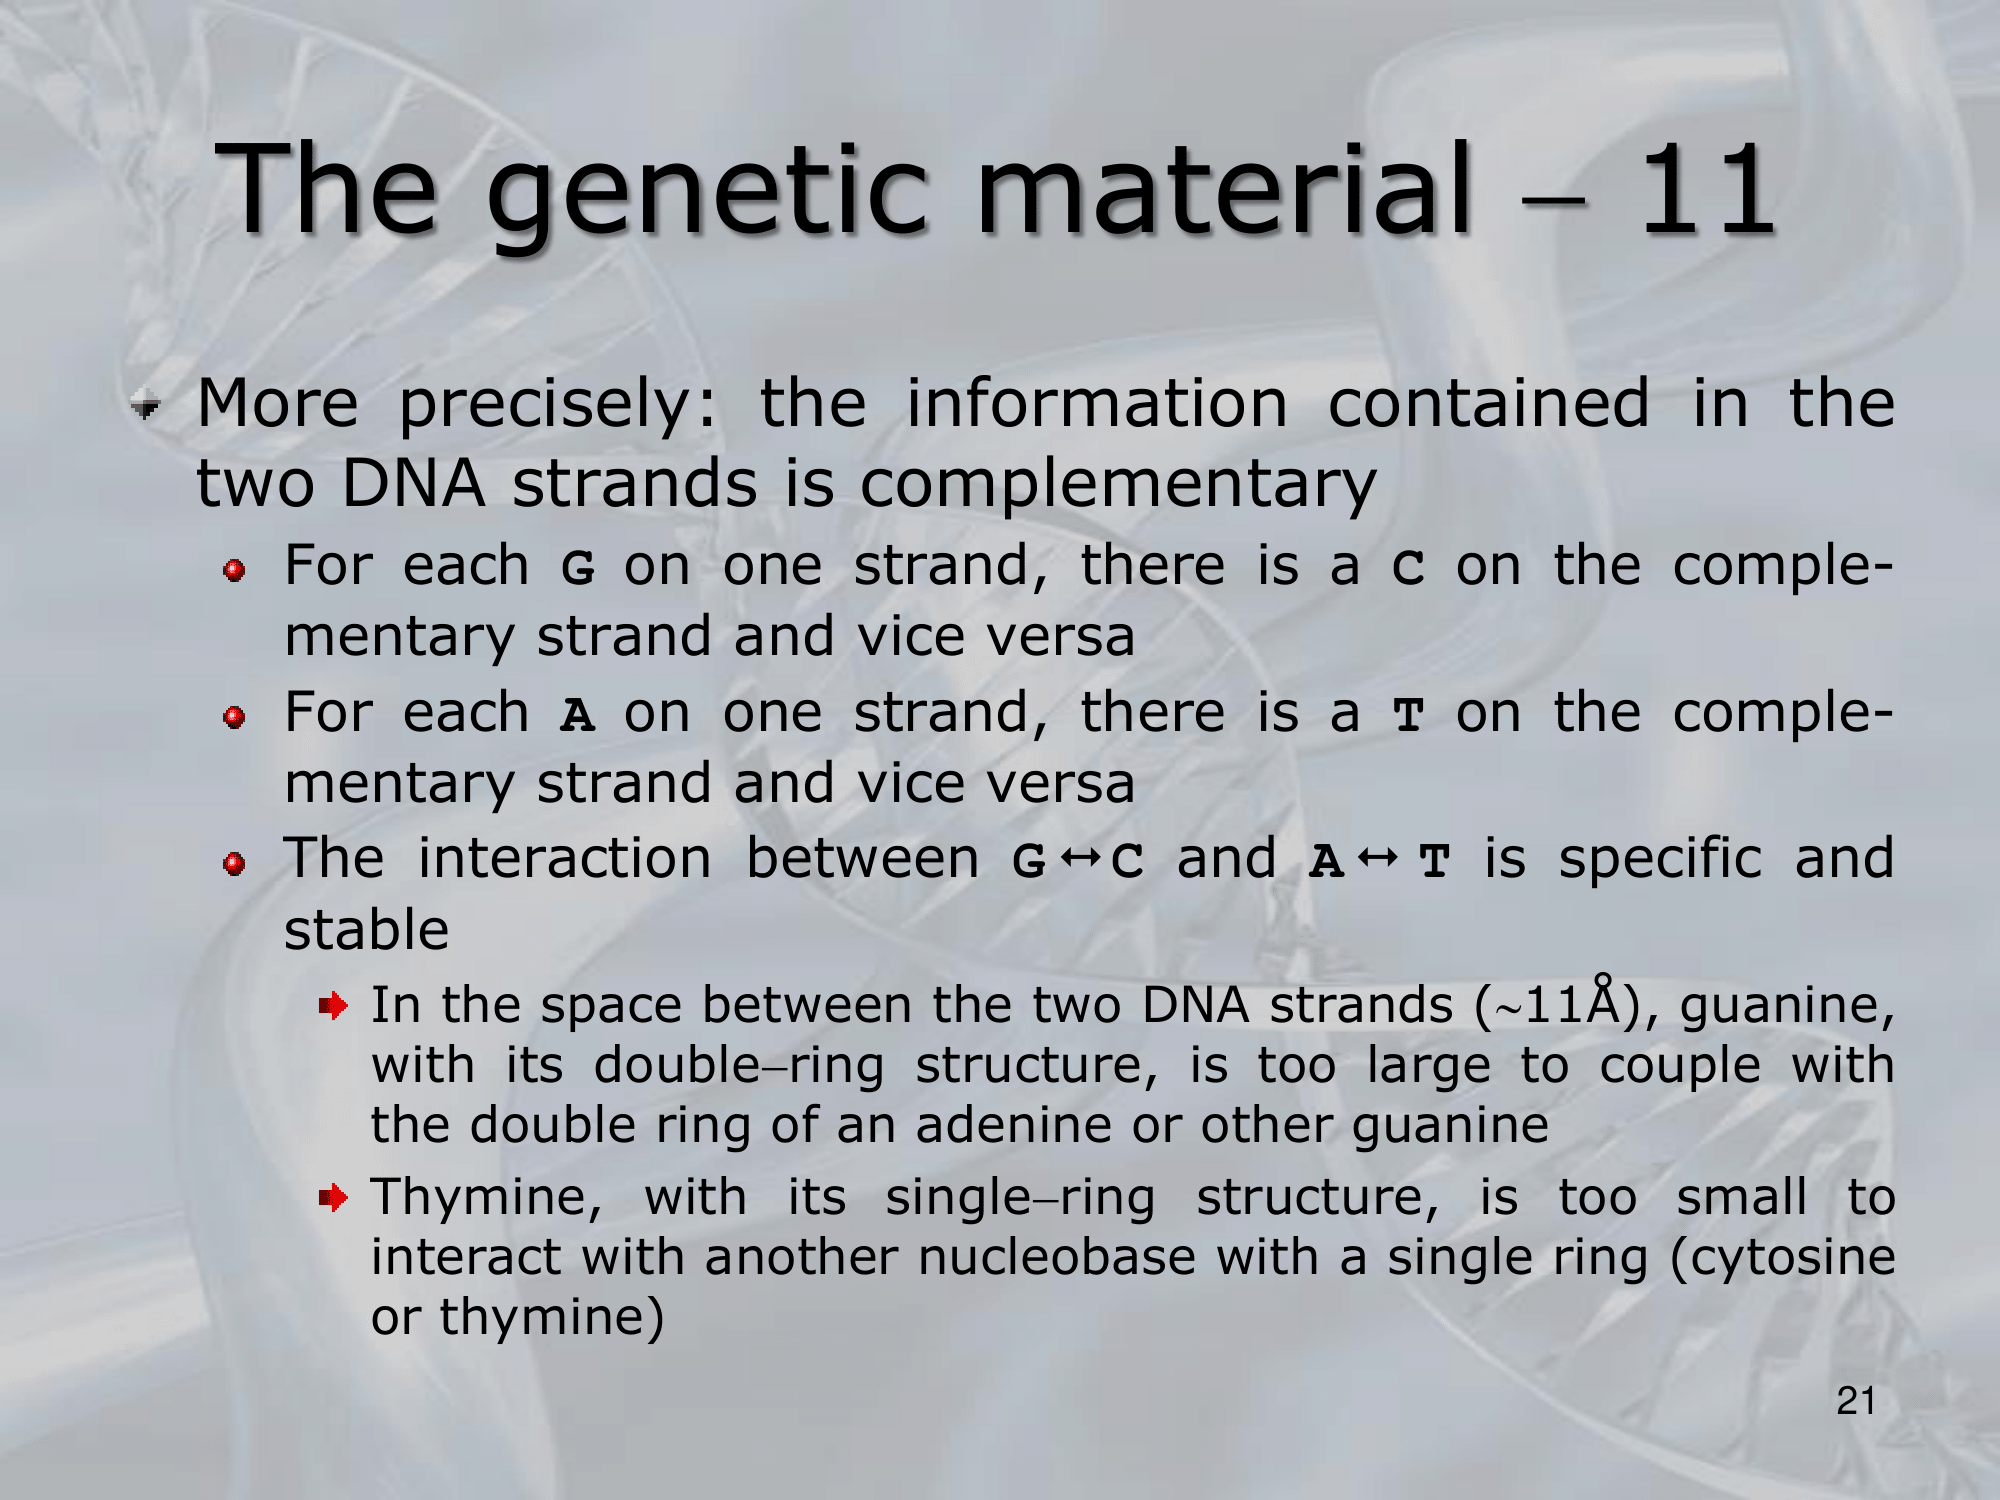 The genetic material – 11
More precisely: the information contained in the
two DNA strands is complementary
For each G on one strand, there is a C on the comple-
mentary strand and vice versa
For each A on one strand, there is a T on the comple-
mentary strand and vice versa
The interaction between G↔C and A↔T is specific and
stable
In the space between the two DNA strands (~11Å), guanine,
with its double–ring structure, is too large to couple with
the double ring of an adenine or other guanine
Thymine, with its single–ring structure, is too small to
interact with another nucleobase with a single ring (cytosine
or thymine)
21